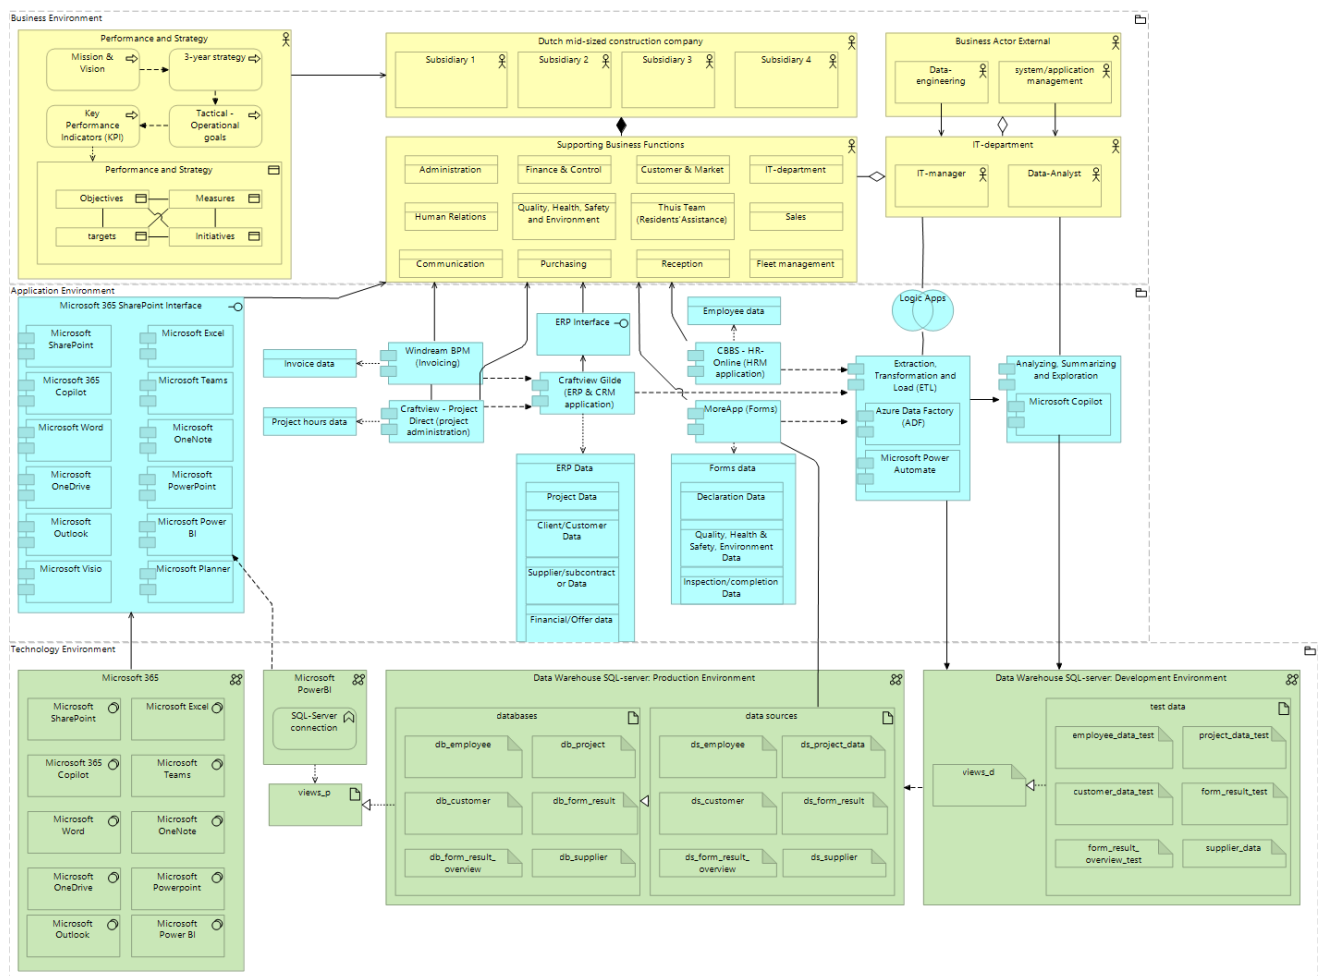 Business Environment
Performance and Strategy
Mission &
Vision
3-year strategy
Key
Performance
Indicators (KPI)
Tactical -
Operational
goals
Performance and Strategy
Objectives
Measures
targets
Initiatives
Dutch mid-sized construction company
Subsidiary 1
Subsidiary 2
Subsidiary 3
Subsidiary 4
Business Actor External
Data-
engineering
system/application
management
Supporting Business Functions
Administration
Finance & Control
Customer & Market
IT-department
Human Relations
Quality, Health, Safety
and Environment
Thuis Team
(Residents'Assistance)
Sales
Communication
Purchasing
Reception
Fleet management
IT-department
IT-manager
Data-Analyst
Application Environment
Microsoft 365 SharePoint Interface
Microsoft
SharePoint
Microsoft Excel
Microsoft 365
Copilot
Microsoft Teams
Microsoft Word
Microsoft
OneNote
Microsoft
OneDrive
Microsoft
PowerPoint
Microsoft
Outlook
Microsoft Power
BI
Microsoft Visio
Microsoft Planner
Invoice data
Windream BPM
(Invoicing)
Project hours data
Craftview - Project
Direct (project
administration)
ERP Interface
Craftview Gilde
(ERP & CRM
application)
Employee data
CBBS - HR-
Online (HRM
application)
MoreApp (Forms)
ERP Data
Project Data
Client/Customer
Data
Supplier/subcontract
or Data
Financial/Offer data
Forms data
Declaration Data
Quality, Health &
Safety, Environment
Data
Inspection/completion
Data
Logic Apps
Extraction,
Transformation and
Load (ETL)
Azure Data Factory
(ADF)
Microsoft Power
Automate
Analyzing, Summarizing
and Exploration
Microsoft Copilot
Technology Environment
Microsoft 365
Microsoft
SharePoint
Microsoft Excel
Microsoft 365
Copilot
Microsoft
Teams
Microsoft
Word
Microsoft
OneNote
Microsoft
OneDrive
Microsoft
Powerpoint
Microsoft
Outlook
Microsoft
Power BI
Microsoft
PowerBI
SQL-Server
connection
views_p
Data Warehouse SQL-server: Production Environment
databases
db_employee
db_project
db_customer
db_form_result
db_form_result_
overview
db_supplier
data sources
ds_employee
ds_project_data
ds_customer
ds_form_result
ds_form_result_
overview
ds_supplier
Data Warehouse SQL-server: Development Environment
views_d
test data
employee_data_test
project_data_test
customer_data_test
form_result_test
form_result_
overview_test
supplier_data